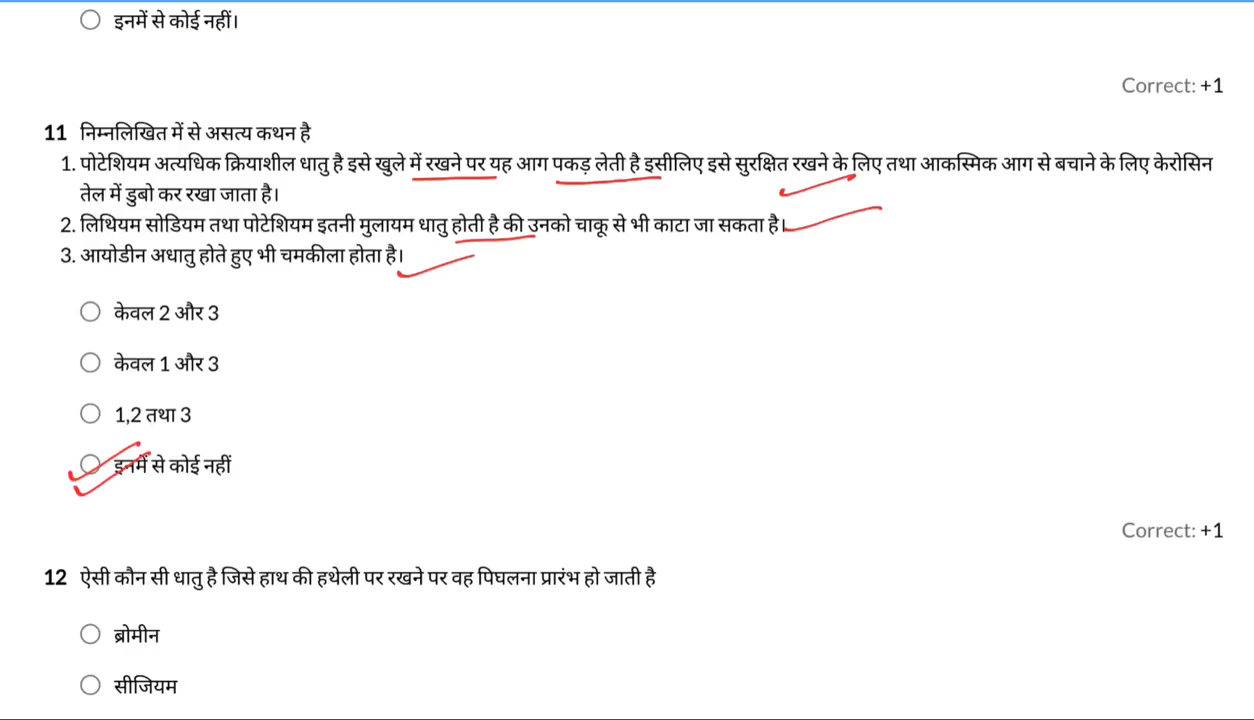 इनमें से कोई नहीं।
Correct: +1
11 निम्नलिखित में से असत्य कथन है
1. पोटेशियम अत्यधिक क्रियाशील धातु है इसे खुले में रखने पर यह आग पकड़ लेती है इसीलिए इसे सुरक्षित रखने के लिए तथा आकस्मिक आग से बचाने के लिए केरोसिन
तेल में डुबो कर रखा जाता है।
2. लिथियम सोडियम तथा पोटेशियम इतनी मुलायम धातु होती है की उनको चाकू से भी काटा जा सकता है।
3. आयोडीन अधातु होते हुए भी चमकीला होता है।
केवल 2 और 3
केवल 1 और 3
1,2 तथा 3
इनमें से कोई नहीं
Correct: +1
12 ऐसी कौन सी धातु है जिसे हाथ की हथेली पर रखने पर वह पिघलना प्रारंभ हो जाती है
ब्रोमीन
सीजियम